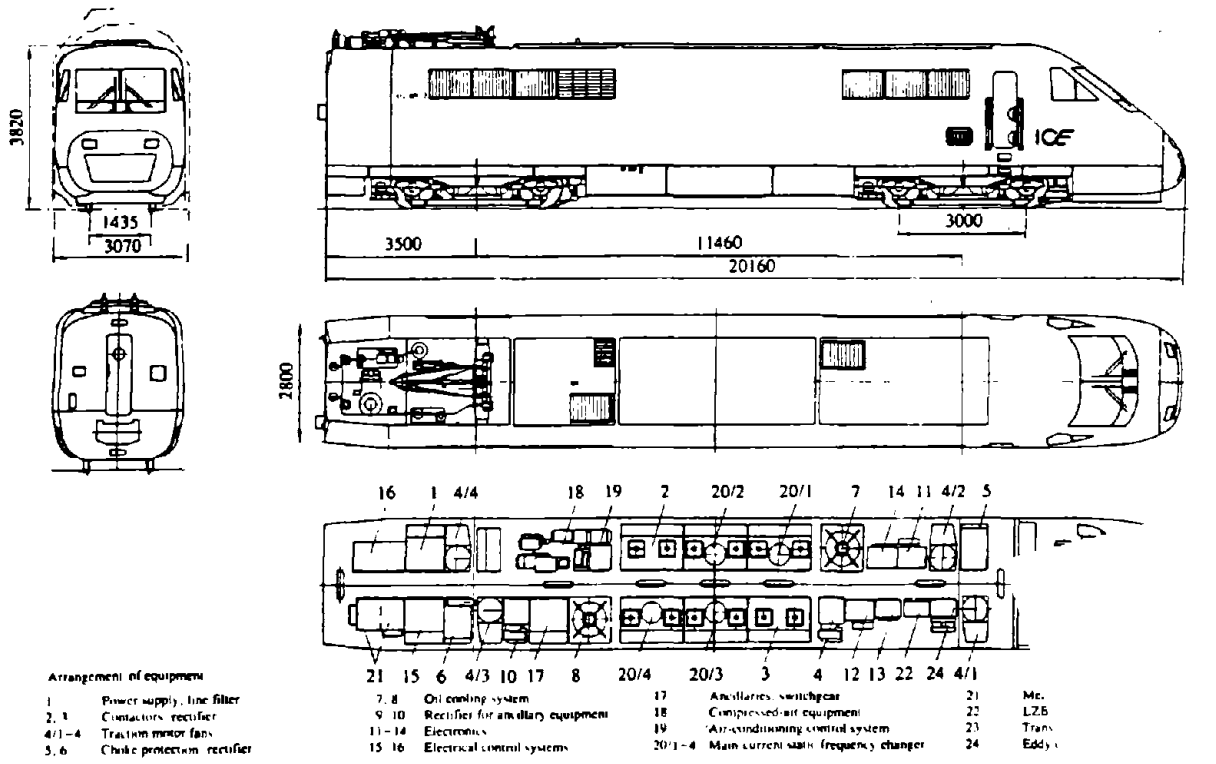 3820
1435
3070
ICE
3500
11460
3000
20160
2800
16 1 4/4 18 19 2 20/2 20/1 7 14 11 4/2 5
21 15 6 4/3 10 17 8 20/4 20/3 3 4 12 13 22 24 4/1
Arrangement of equipment
1 Power supply, line filter
2, 3 Contactors, rectifier
4/1-4 Traction motor fans
5, 6 Choke protection, rectifier
7, 8 Oil cooling system
9 10 Rectifier for ancillary equipment
11-14 Electronics
15 16 Electrical control systems
17 Ancillaries, switchgear
18 Compressed-air equipment
19 Air-conditioning control system
20/1-4 Main current static frequency changer
21
22 LZB
23 Trans
24 Eddy c